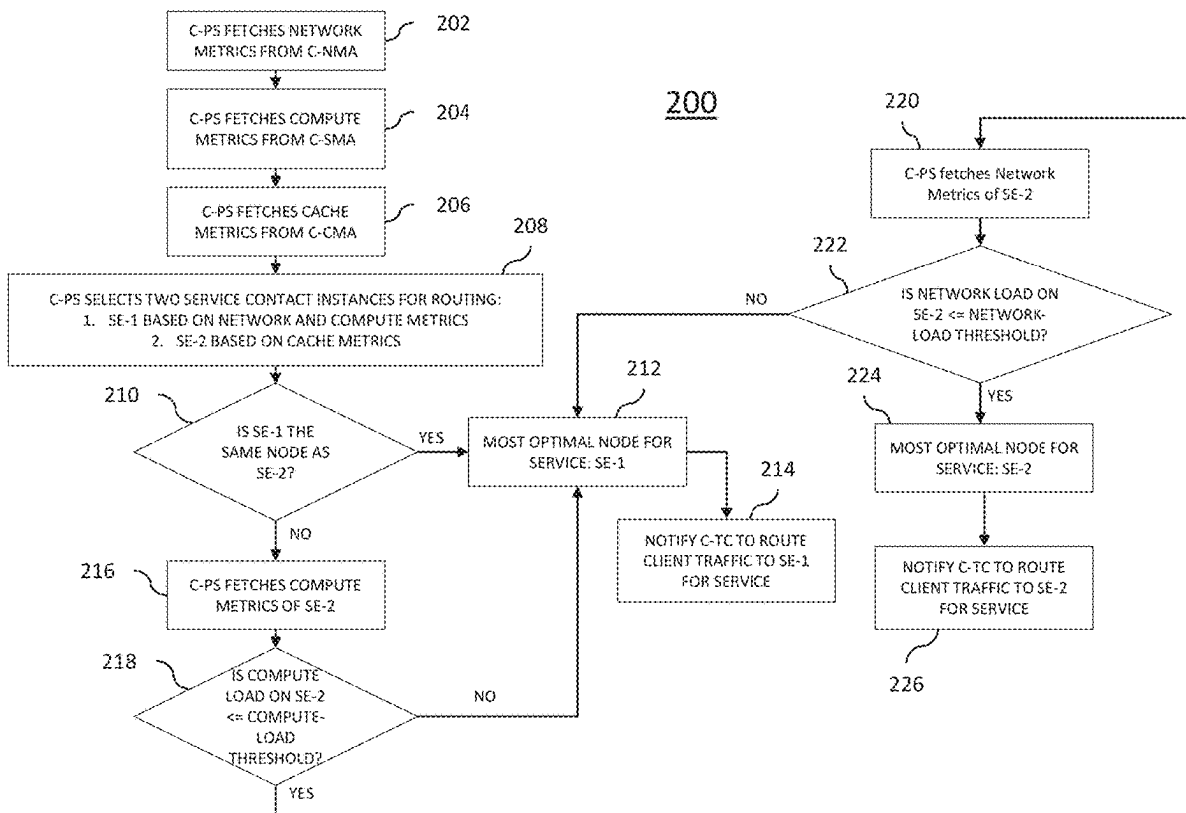 C-PS FETCHES NETWORK
METRICS FROM C-NMA
202
C-PS FETCHES COMPUTE
METRICS FROM C-SMA
204
C-PS FETCHES CACHE
METRICS FROM C-CMA
206
208
C-PS SELECTS TWO SERVICE CONTACT INSTANCES FOR ROUTING:
1. SE-1 BASED ON NETWORK AND COMPUTE METRICS
2. SE-2 BASED ON CACHE METRICS
210
IS SE-1 THE
SAME NODE AS
SE-2?
YES
NO
212
MOST OPTIMAL NODE FOR
SERVICE: SE-1
214
NOTIFY C-TC TO ROUTE
CLIENT TRAFFIC TO SE-1
FOR SERVICE
216
C-PS FETCHES COMPUTE
METRICS OF SE-2
218
IS COMPUTE
LOAD ON SE-2
<= COMPUTE-
LOAD
THRESHOLD?
NO
YES
200
220
C-PS fetches Network
Metrics of SE-2
222
IS NETWORK LOAD ON
SE-2 <= NETWORK-
LOAD THRESHOLD?
NO
YES
224
MOST OPTIMAL NODE FOR
SERVICE: SE-2
NOTIFY C-TC TO ROUTE
CLIENT TRAFFIC TO SE-2
FOR SERVICE
226